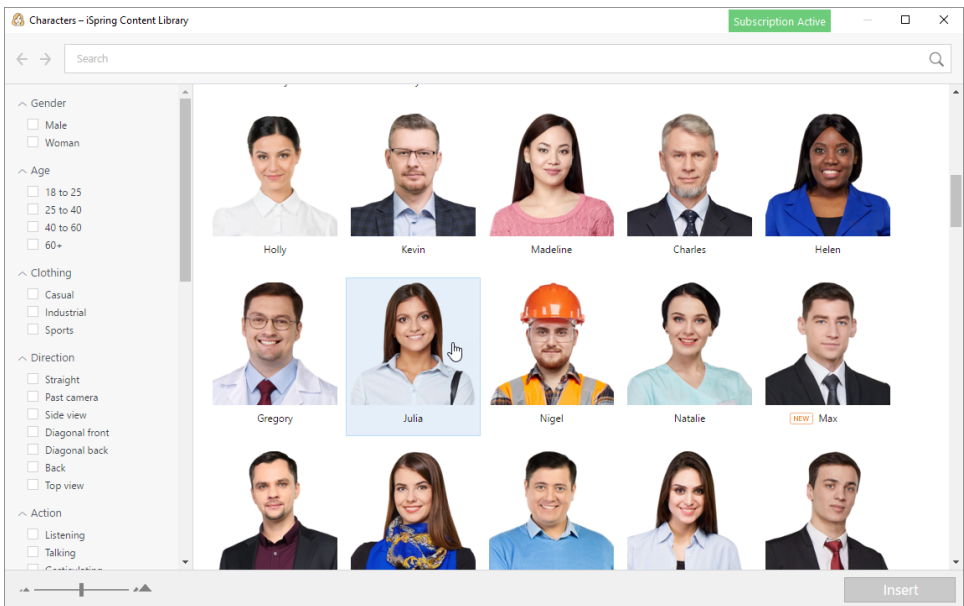 Characters – iSpring Content Library
Subscription Active
Search
Gender
Male
Woman
Age
18 to 25
25 to 40
40 to 60
60+
Clothing
Casual
Industrial
Sports
Direction
Straight
Past camera
Side view
Diagonal front
Diagonal back
Back
Top view
Action
Listening
Talking
Holly Kevin Madeline Charles Helen
Gregory Julia Nigel Natalie NEW Max
Insert